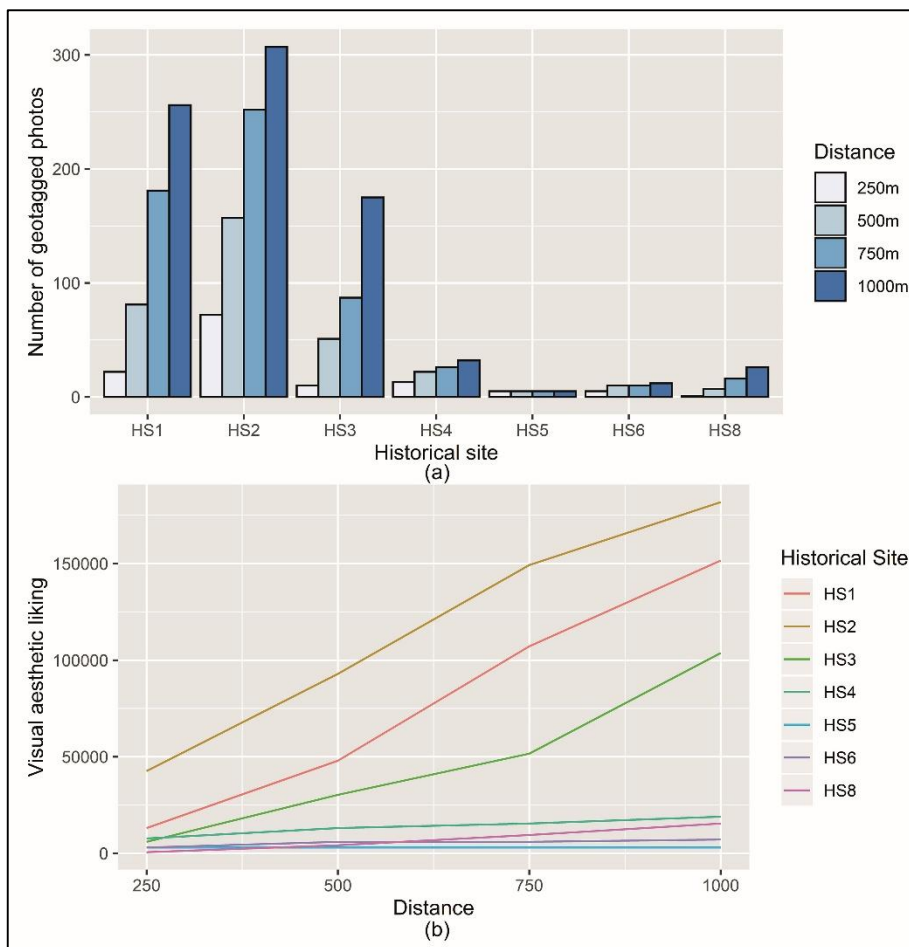 Number of geotagged photos
300
200
100
0
HS1 HS2 HS3 HS4 HS5 HS6 HS8
Historical site
(a)
Distance
250m
500m
750m
1000m
Visual aesthetic liking
150000
100000
50000
0
250 500 750 1000
Distance
(b)
Historical Site
HS1
HS2
HS3
HS4
HS5
HS6
HS8